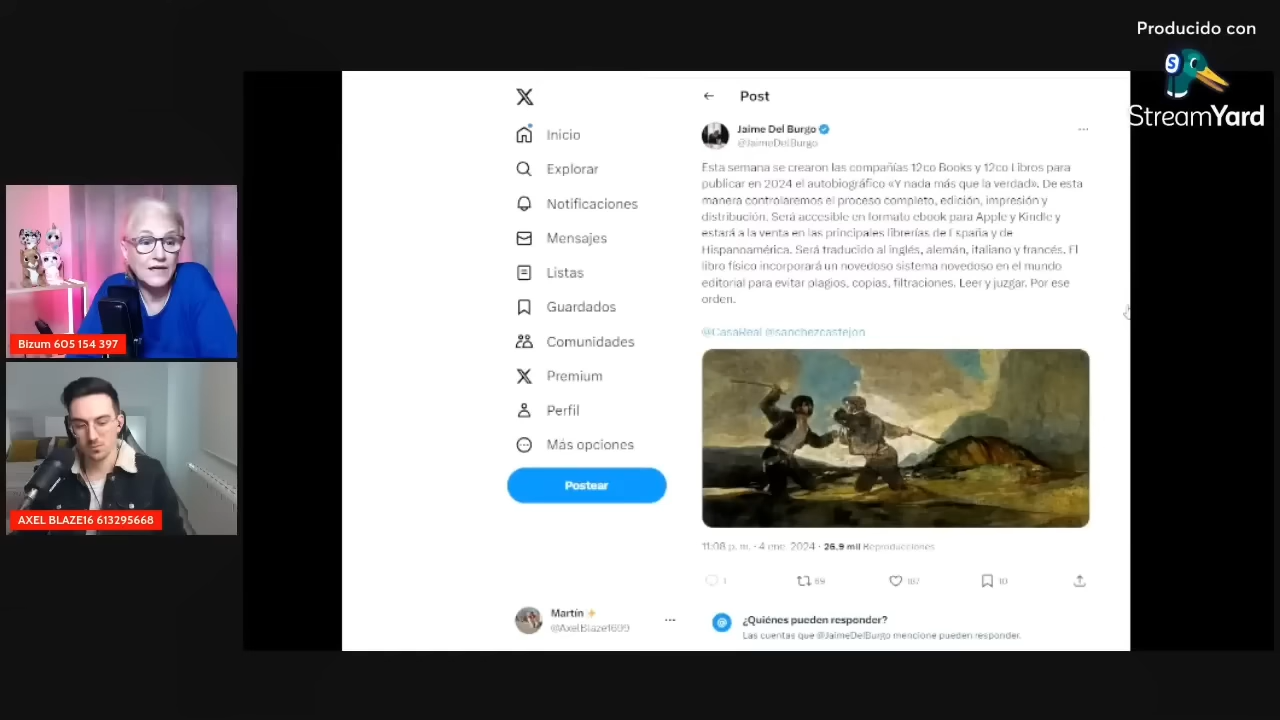 Producido con
StreamYard
Bizum 605 154 397
AXEL BLAZE16 613295668
X
Inicio
Explorar
Notificaciones
Mensajes
Listas
Guardados
Comunidades
Premium
Perfil
Más opciones
Postear
Martín
@AxelBlaze1699
Post
Jaime Del Burgo
@JaimeDelBurgo
Esta semana se crearon las compañías 12co Books y 12co Libros para
publicar en 2024 el autobiográfico «Y nada más que la verdad». De esta
manera controlaremos el proceso completo, edición, impresión y
distribución. Será accesible en formato ebook para Apple y Kindle y
estará a la venta en las principales librerías de España y de
Hispanoamérica. Será traducido al inglés, alemán, italiano y francés. El
libro físico incorporará un novedoso sistema novedoso en el mundo
editorial para evitar plagios, copias, filtraciones. Leer y juzgar. Por ese
orden.
@CasaReal @sanchezcastejon
11:08 p. m. · 4 ene. 2024 · 26,9 mil Reproducciones
1 69 187 10
¿Quiénes pueden responder?
Las cuentas que @JaimeDelBurgo mencione pueden responder.